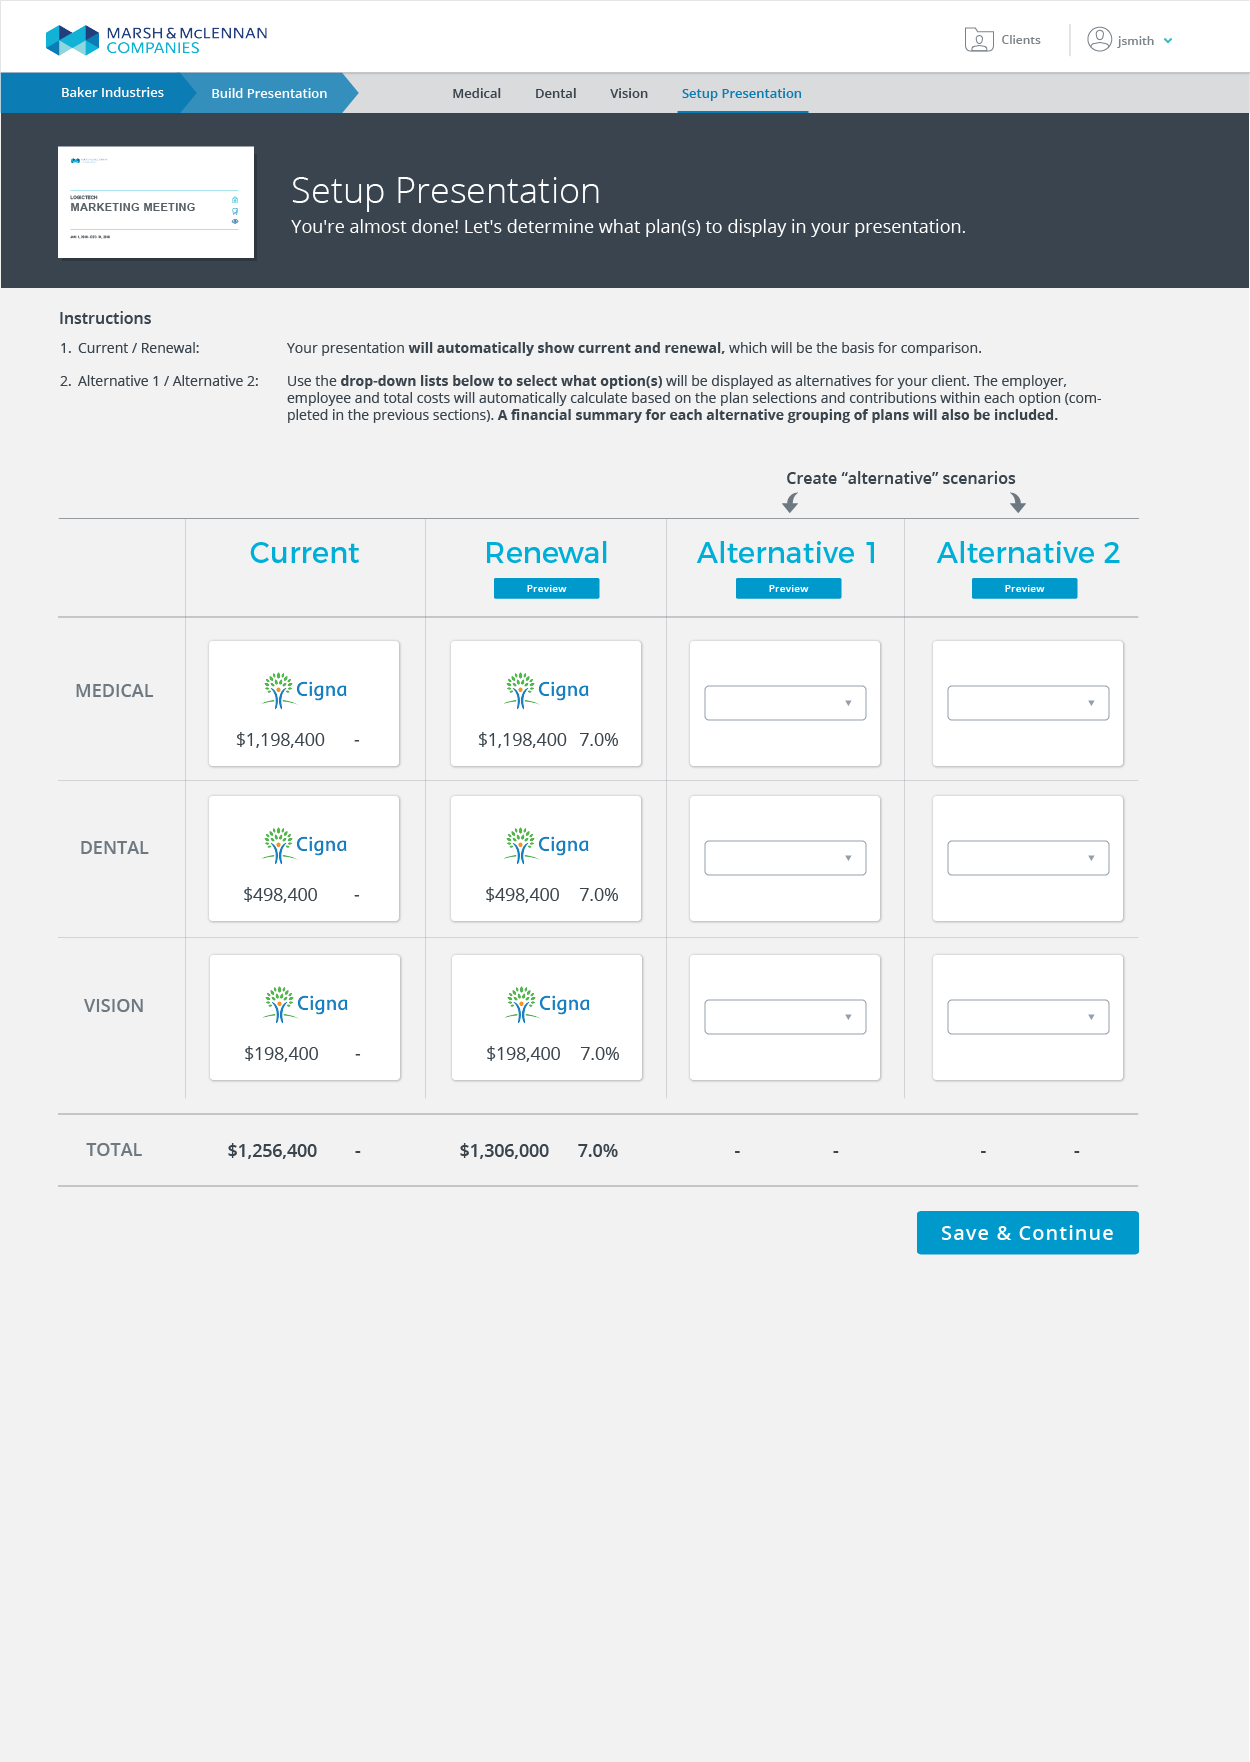 MARSH & McLENNAN
COMPANIES
Clients
jsmith
Baker Industries
Build Presentation
Medical
Dental
Vision
Setup Presentation
LOGICTECH
MARKETING MEETING
Setup Presentation
You're almost done! Let's determine what plan(s) to display in your presentation.
Instructions
1. Current / Renewal:
Your presentation will automatically show current and renewal, which will be the basis for comparison.
2. Alternative 1 / Alternative 2:
Use the drop-down lists below to select what option(s) will be displayed as alternatives for your client. The employer,
employee and total costs will automatically calculate based on the plan selections and contributions within each option (com-
pleted in the previous sections). A financial summary for each alternative grouping of plans will also be included.
Create “alternative” scenarios
Current Renewal Alternative 1 Alternative 2
Preview Preview Preview
MEDICAL
Cigna Cigna
$1,198,400 - $1,198,400 7.0%
DENTAL
Cigna Cigna
$498,400 - $498,400 7.0%
VISION
Cigna Cigna
$198,400 - $198,400 7.0%
TOTAL $1,256,400 - $1,306,000 7.0% - - - -
Save & Continue